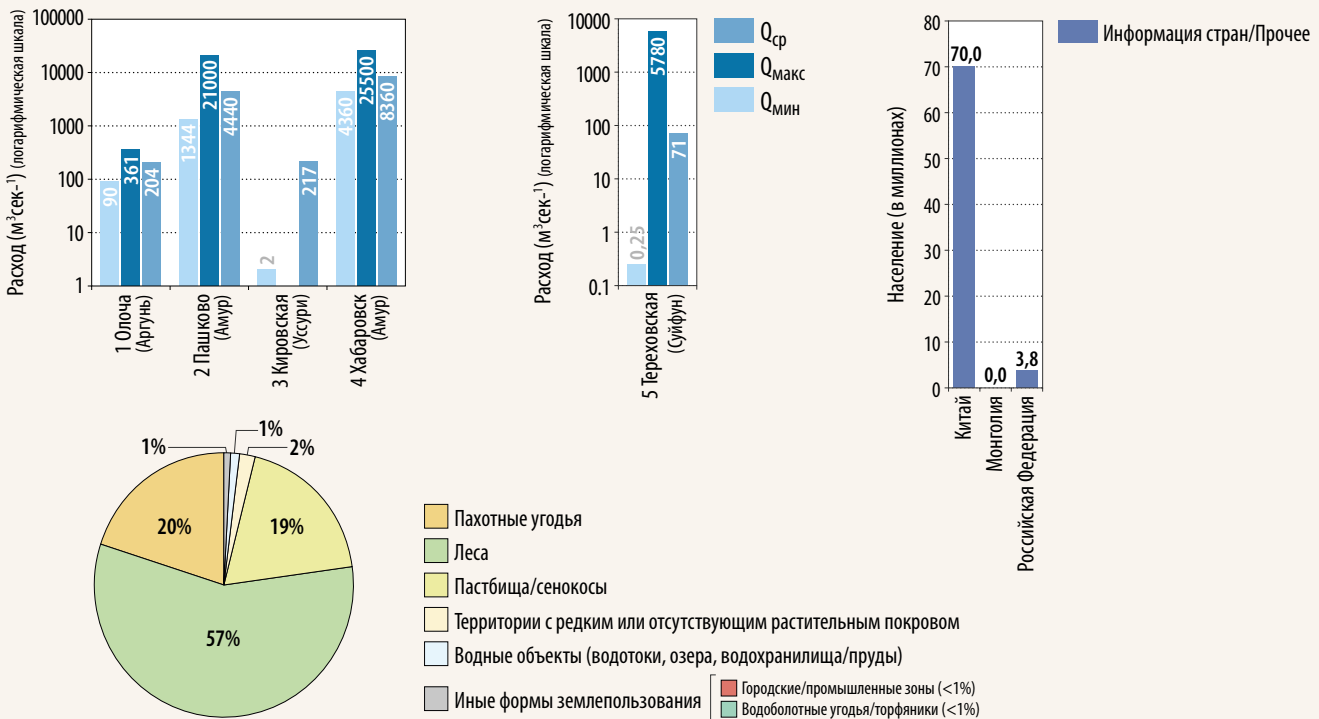 Расход (м³сек-¹) (логарифмическая шкала)
100000
10000
1000
100
10
1
90
361
204
1344
21000
4440
2
217
4360
25500
8360
1 Олоча
(Аргунь)
2 Пашково
(Амур)
3 Кировская
(Уссури)
4 Хабаровск
(Амур)
Расход (м³сек-¹) (логарифмическая шкала)
10000
1000
100
10
1
0.1
0,25
5780
71
5 Тереховская
(Суйфун)
Qср
Qмакс
Qмин
Население (в миллионах)
80
70
60
50
40
30
20
10
0
70,0
0,0
3,8
Китай
Монголия
Российская Федерация
Информация стран/Прочее
1%
1%
2%
20%
19%
57%
Пахотные угодья
Леса
Пастбища/сенокосы
Территории с редким или отсутствующим растительным покровом
Водные объекты (водотоки, озера, водохранилища/пруды)
Иные формы землепользования
Городские/промышленные зоны (<1%)
Водоболотные угодья/торфяники (<1%)